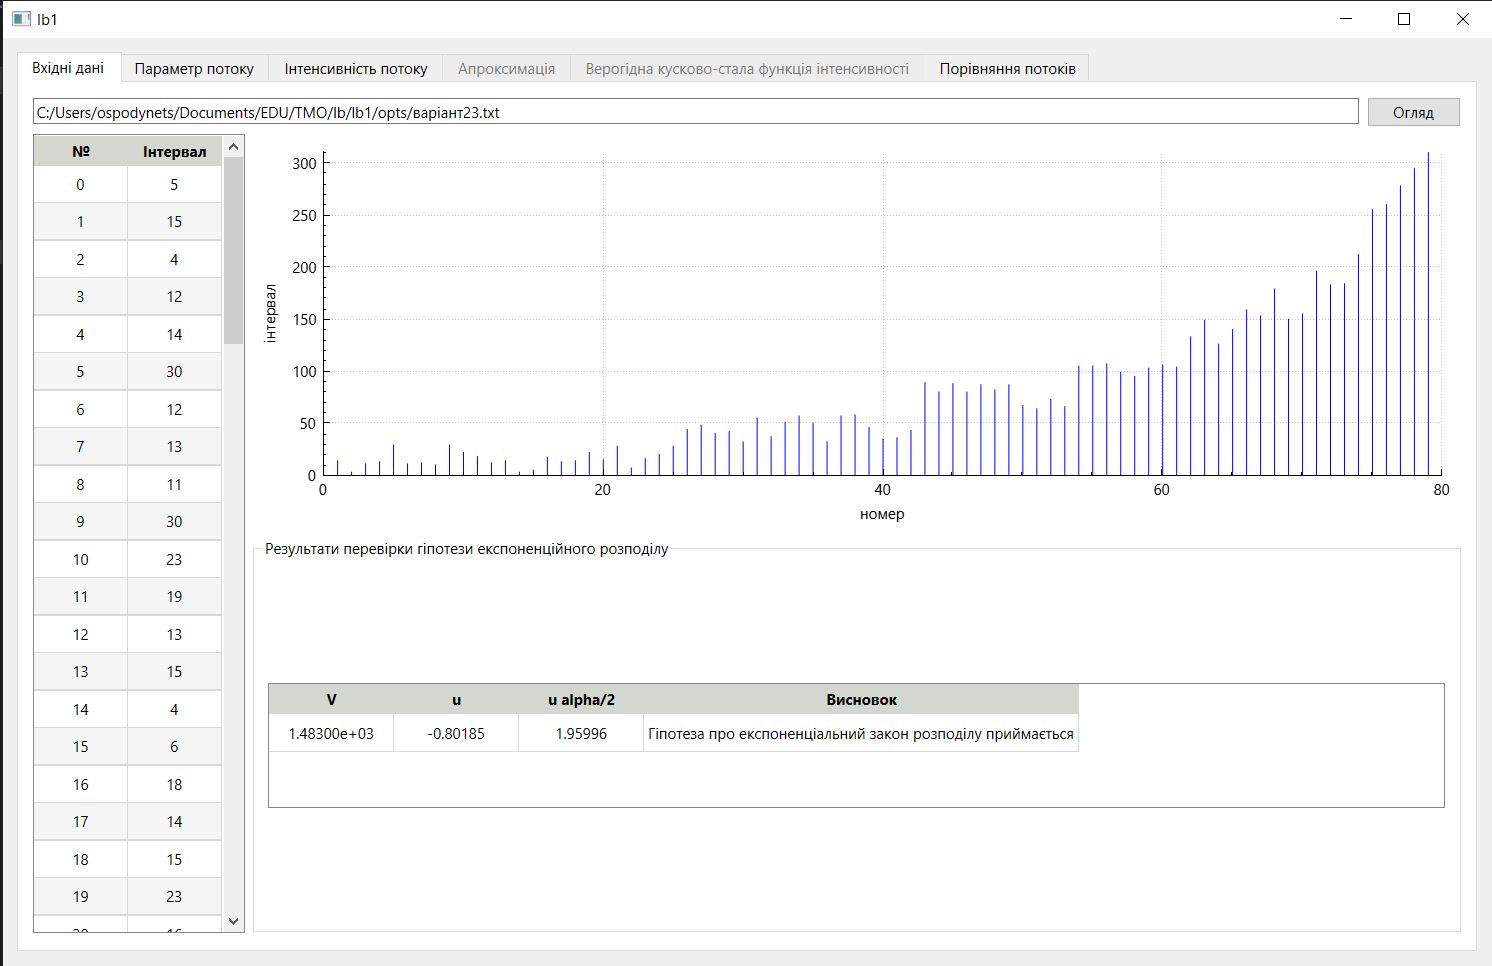 lb1
Вхідні дані Параметр потоку Інтенсивність потоку Апроксимація Верогідна кусково-стала функція інтенсивності Порівняння потоків
C:/Users/ospodynets/Documents/EDU/TMO/lb/lb1/opts/варіант23.txt Огляд
№ Інтервал
0 5
1 15
2 4
3 12
4 14
5 30
6 12
7 13
8 11
9 30
10 23
11 19
12 13
13 15
14 4
15 6
16 18
17 14
18 15
19 23
20 16
інтервал
300
250
200
150
100
50
0
0 20 40 60 80
номер
Результати перевірки гіпотези експоненційного розподілу
V u u alpha/2 Висновок
1.48300e+03 -0.80185 1.95996 Гіпотеза про експоненціальний закон розподілу приймається